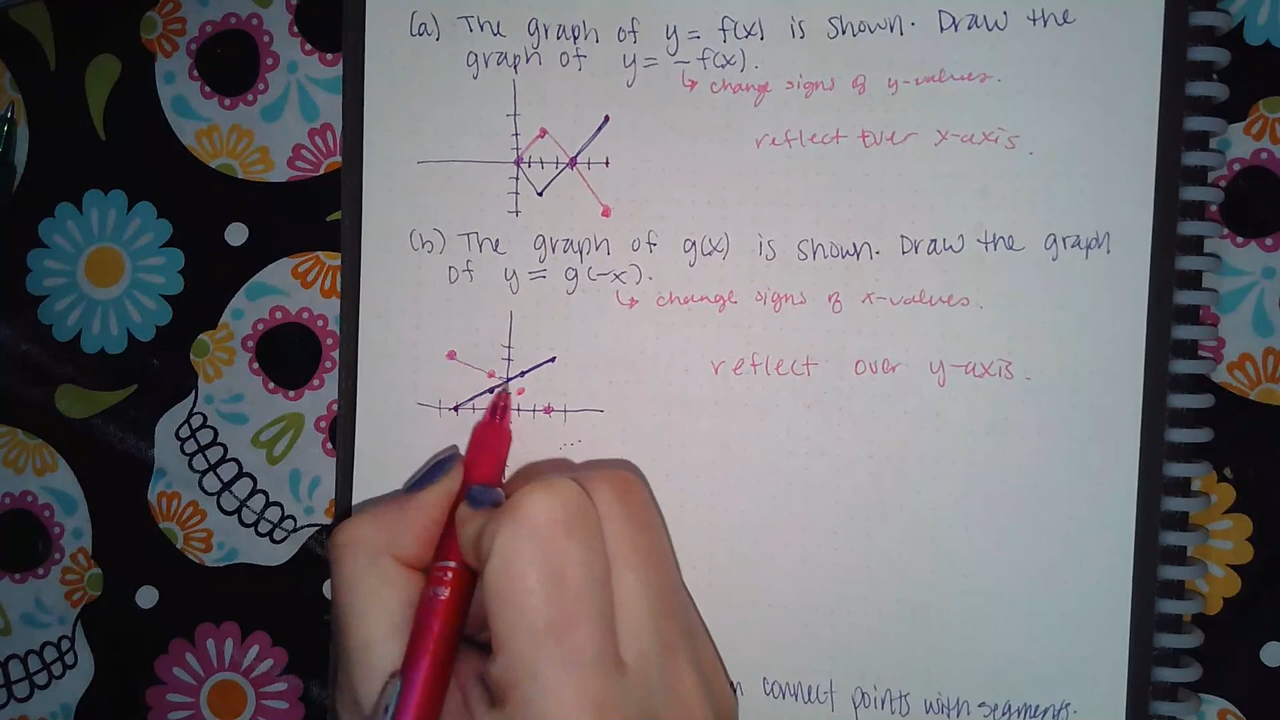 (a) The graph of y = f(x) is shown. Draw the
graph of y = -f(x).
↳ change signs of y-values.
reflect over x-axis.
(b) The graph of g(x) is shown. Draw the graph
of y = g(-x).
↳ change signs of x-values.
reflect over y-axis.
connect points with segments.